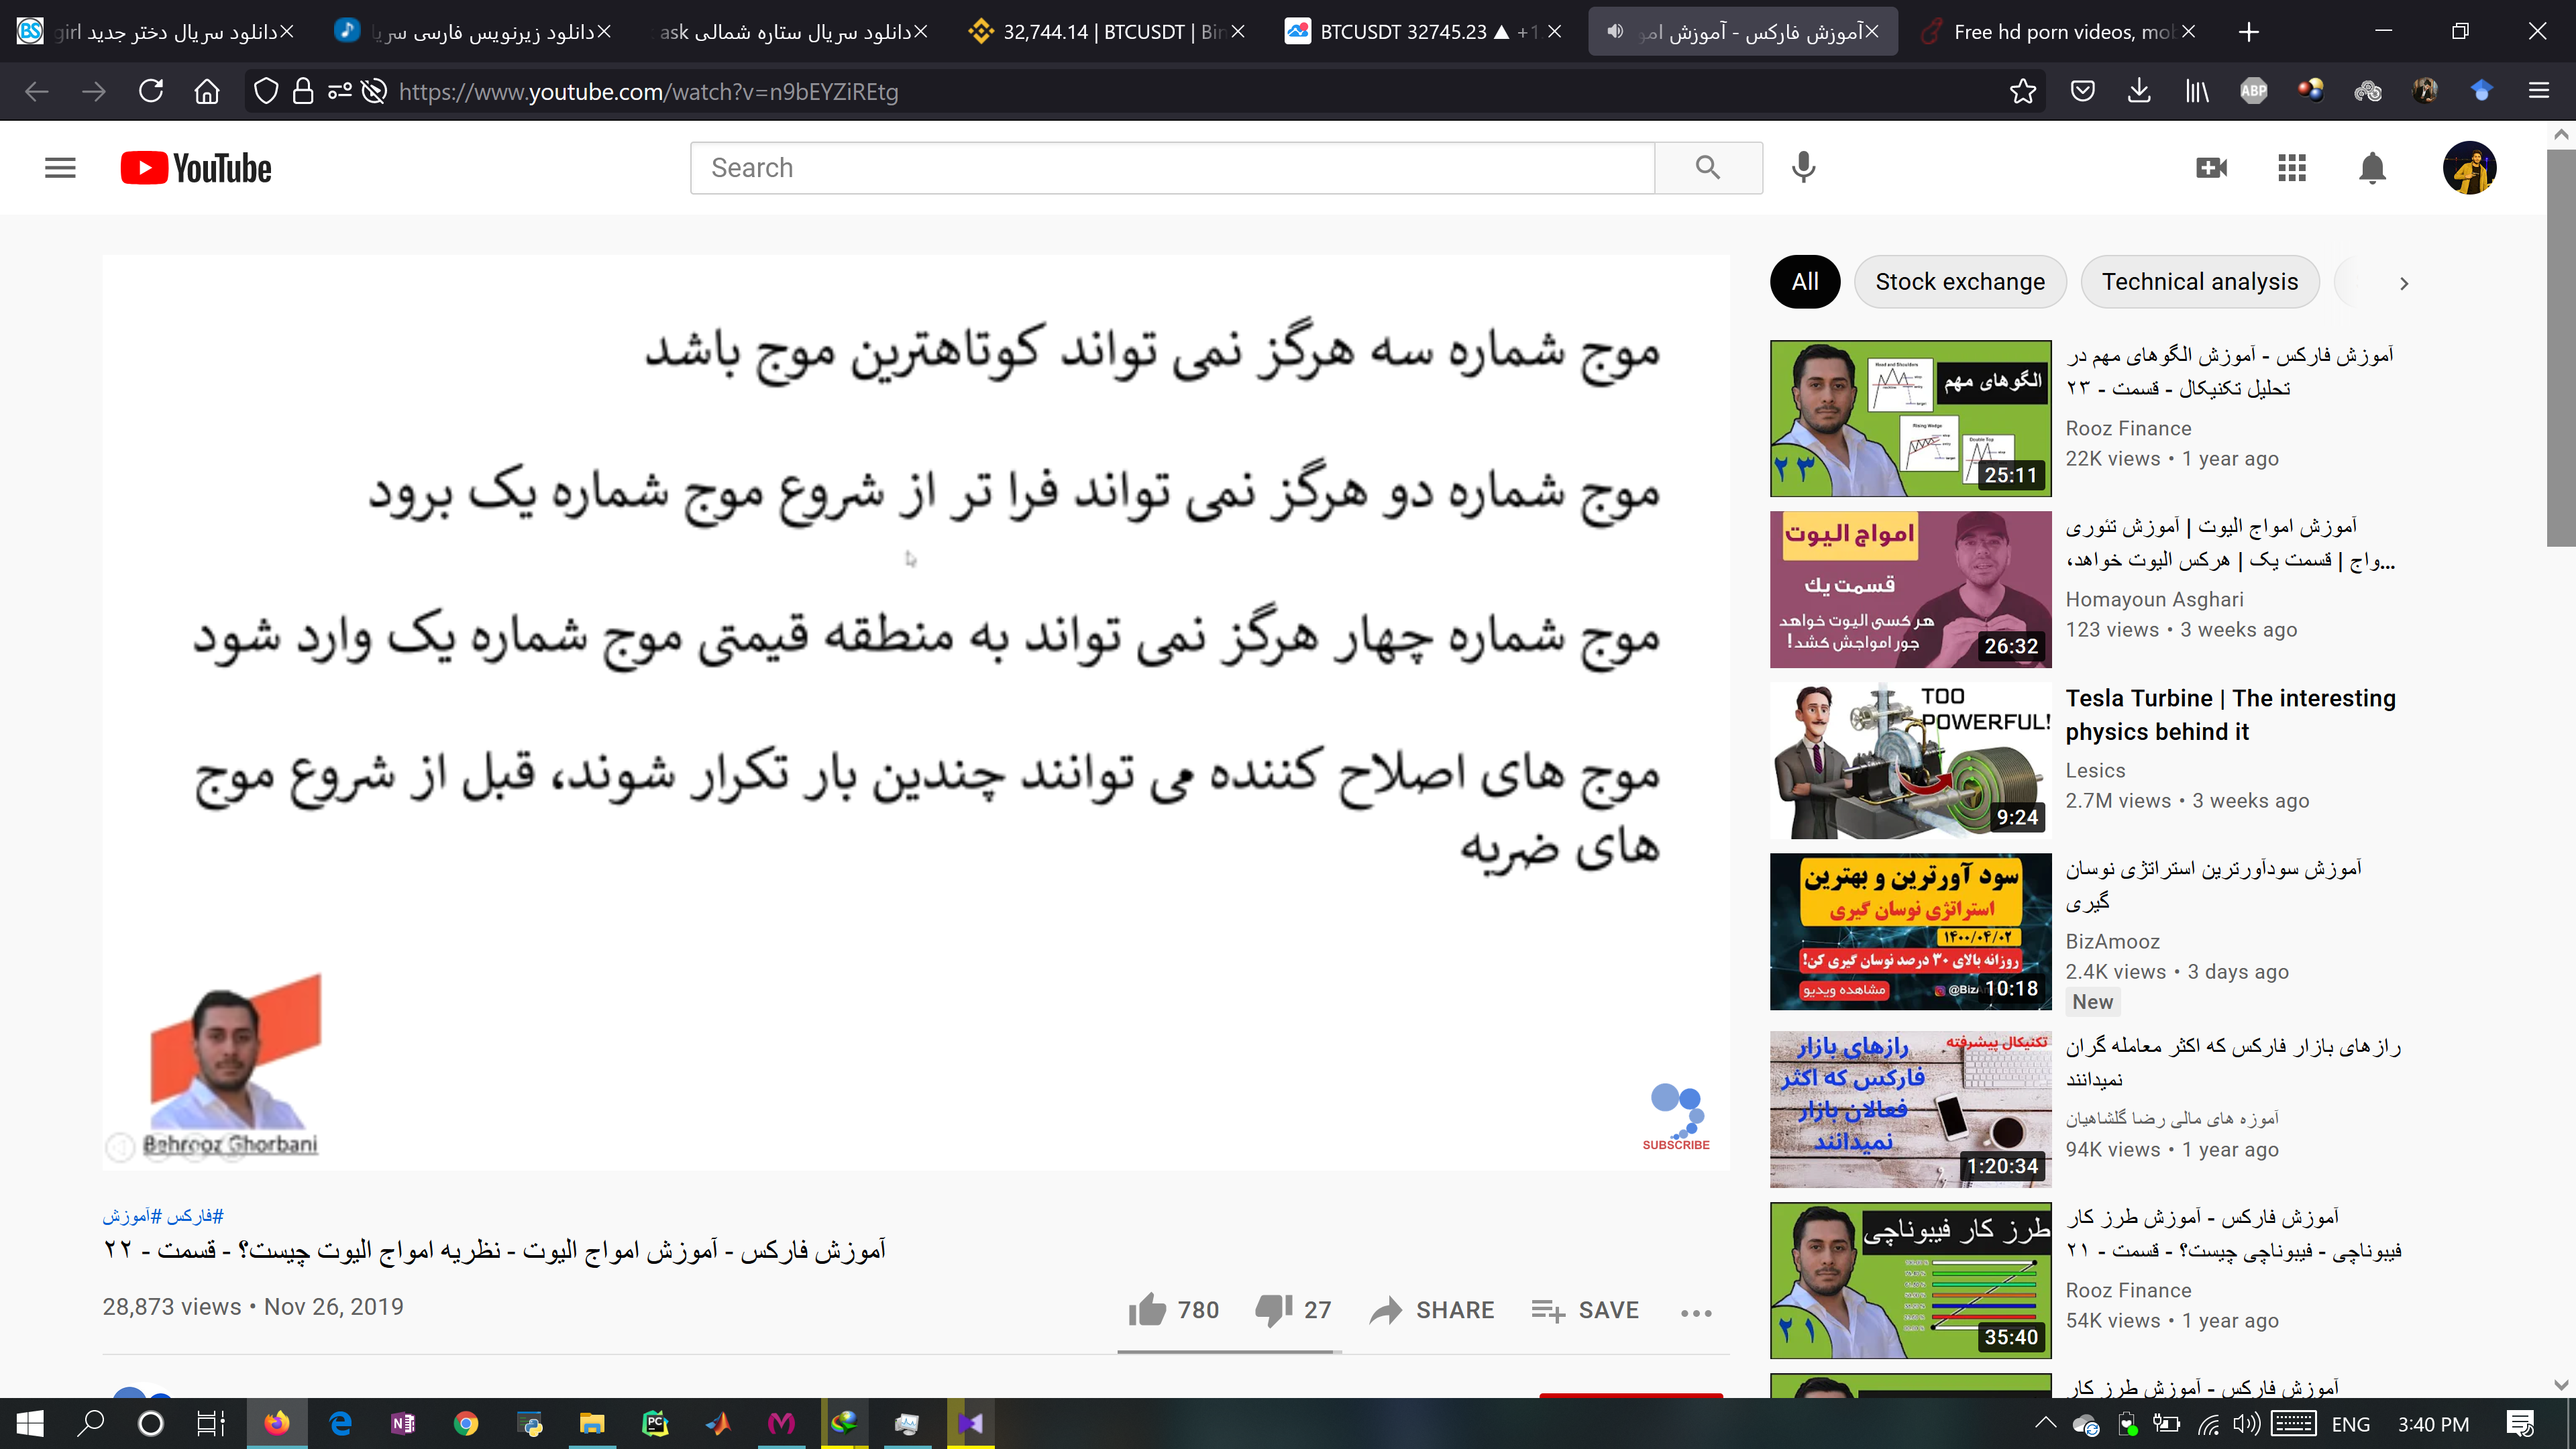 دانلود سریال دختر جدید girl
دانلود زیرنویس فارسی سریا
دانلود سریال ستاره شمالی ask
32,744.14 | BTCUSDT | Bin
BTCUSDT 32745.23 ▲ +1.
آموزش فارکس - آموزش امو
Free hd porn videos, mob
https://www.youtube.com/watch?v=n9bEYZiREtg
ABP
YouTube
Search
موج شماره سه هرگز نمی تواند کوتاهترین موج باشد
موج شماره دو هرگز نمی تواند فرا تر از شروع موج شماره یک برود
موج شماره چهار هرگز نمی تواند به منطقه قیمتی موج شماره یک وارد شود
موج های اصلاح کننده می توانند چندین بار تکرار شوند، قبل از شروع موج
های ضربه
Behrooz Ghorbani
SUBSCRIBE
#فارکس #آموزش
آموزش فارکس - آموزش امواج الیوت - نظریه امواج الیوت چیست؟ - قسمت - ۲۲
28,873 views • Nov 26, 2019
780
27
SHARE
SAVE
All
Stock exchange
Technical analysis
الگوهای مهم
۲۳
25:11
آموزش فارکس - آموزش الگوهای مهم در
تحلیل تکنیکال - قسمت - ۲۳
Rooz Finance
22K views • 1 year ago
امواج الیوت
قسمت یک
هر کسی الیوت خواهد
جور امواجش کشد!
26:32
آموزش امواج الیوت | آموزش تئوری
واج | قسمت یک | هرکس الیوت خواهد،...
Homayoun Asghari
123 views • 3 weeks ago
TOO
POWERFUL!
9:24
Tesla Turbine | The interesting
physics behind it
Lesics
2.7M views • 3 weeks ago
سود آورترین و بهترین
استراتژی نوسان گیری
۱۴۰۰/۰۴/۰۲
روزانه بالای ۳۰ درصد نوسان گیری کن!
مشاهده ویدیو
10:18
آموزش سودآورترین استراتژی نوسان
گیری
BizAmooz
2.4K views • 3 days ago
New
تکنیکال پیشرفته
رازهای بازار
فارکس که اکثر
فعالان بازار
نمیدانند
1:20:34
رازهای بازار فارکس که اکثر معامله گران
نمیدانند
آموزه های مالی رضا گلشاهیان
94K views • 1 year ago
طرز کار فیبوناچی
۲۱
35:40
آموزش فارکس - آموزش طرز کار
فیبوناچی - فیبوناچی چیست؟ - قسمت - ۲۱
Rooz Finance
54K views • 1 year ago
آموزش فارکس - آموزش طرز کار
ENG
3:40 PM